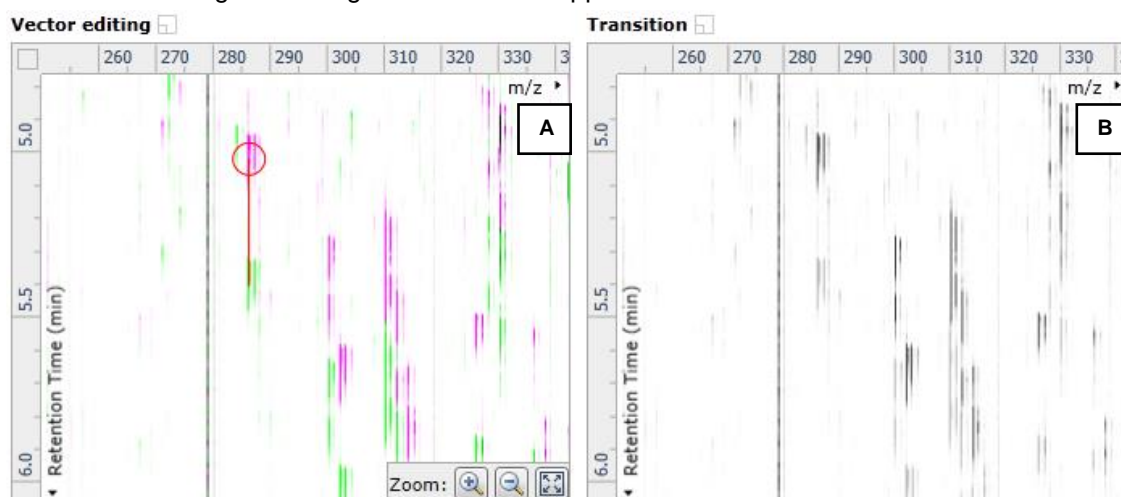 Vector editing
260 270 280 290 300 310 320 330 3
m/z
A
5.0
5.5
6.0
Retention Time (min)
Zoom:
Transition
260 270 280 290 300 310 320 330
m/z
B
5.0
5.5
6.0
Retention Time (min)